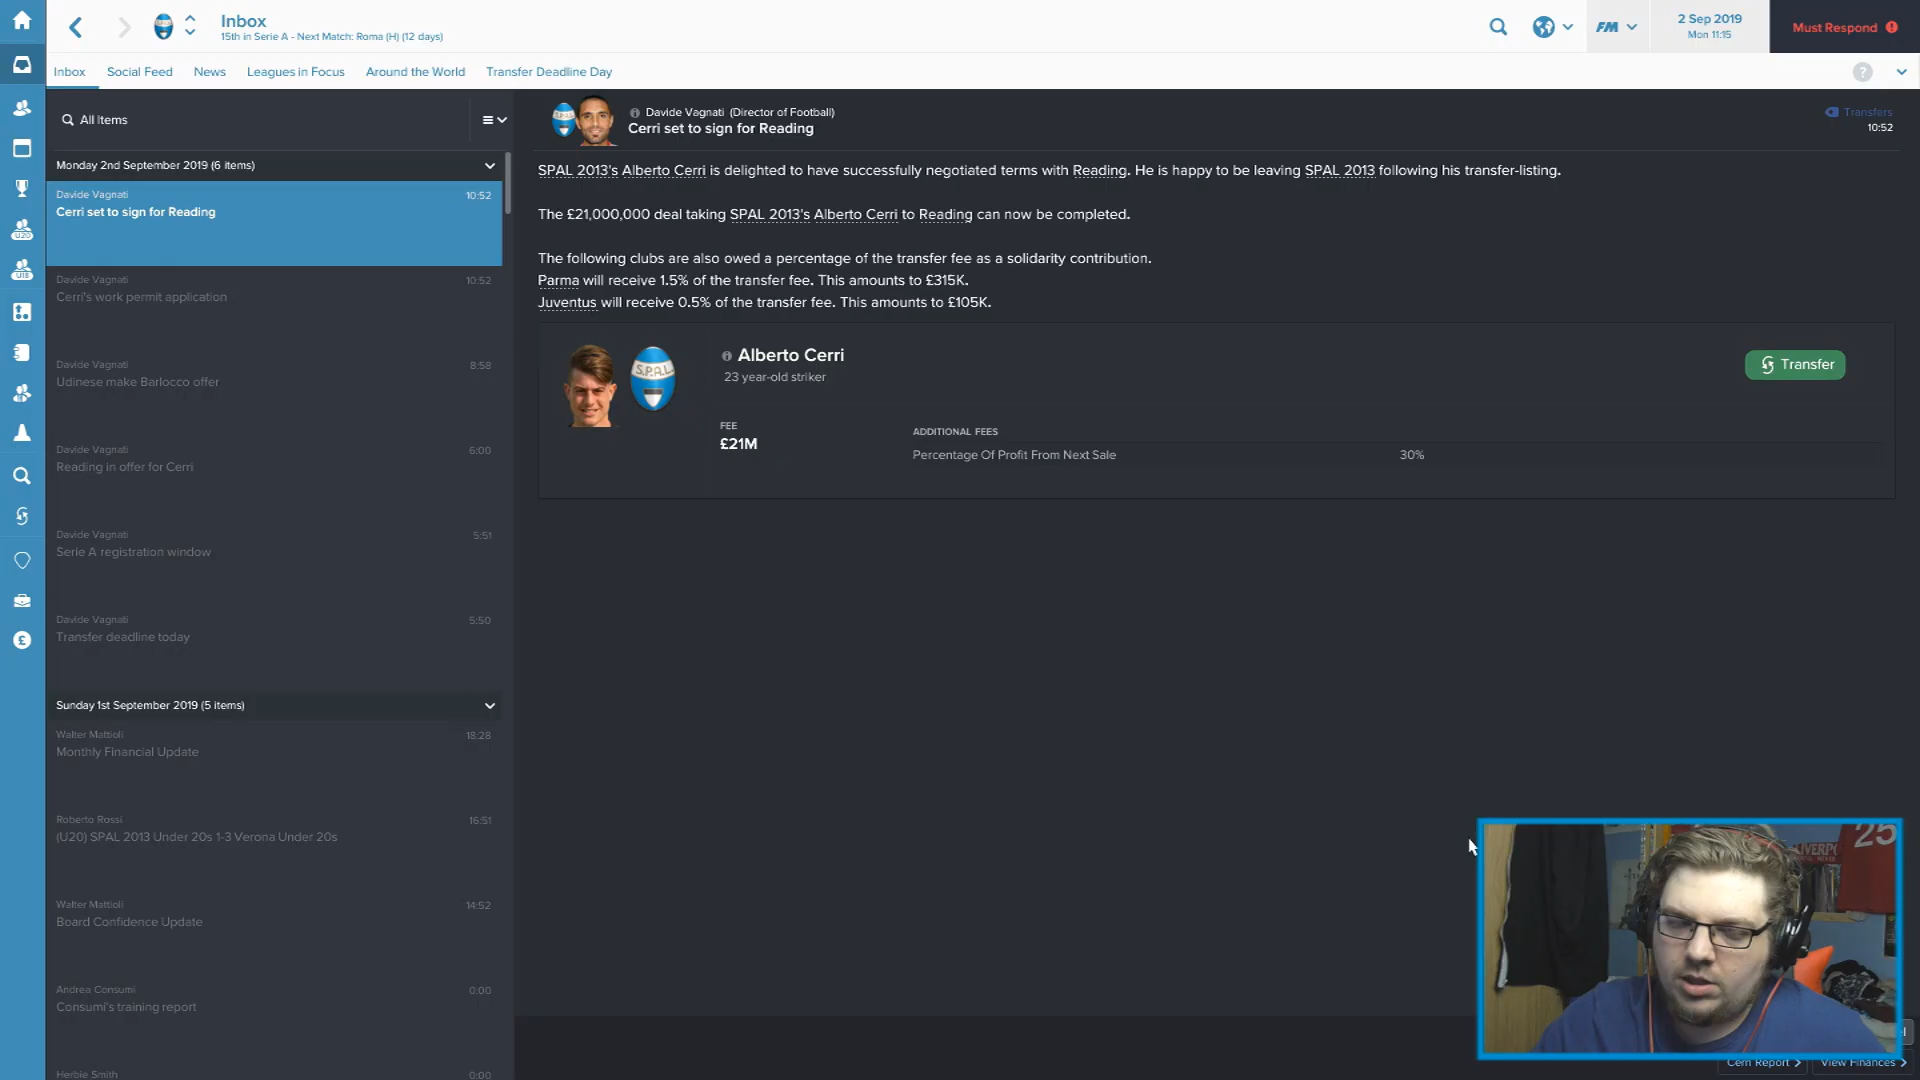 Inbox
15th in Serie A - Next Match: Roma (H) (12 days)
FM
2 Sep 2019
Mon 11:15
Must Respond
Inbox
Social Feed
News
Leagues in Focus
Around the World
Transfer Deadline Day
?
All Items
Monday 2nd September 2019 (6 items)
Davide Vagnati
10:52
Cerri set to sign for Reading
Davide Vagnati
10:52
Cerri's work permit application
Davide Vagnati
8:58
Udinese make Barlocco offer
Davide Vagnati
6:00
Reading in offer for Cerri
Davide Vagnati
5:51
Serie A registration window
Davide Vagnati
5:50
Transfer deadline today
Sunday 1st September 2019 (5 items)
Walter Mattioli
18:28
Monthly Financial Update
Roberto Rossi
16:51
(U20) SPAL 2013 Under 20s 1-3 Verona Under 20s
Walter Mattioli
14:52
Board Confidence Update
Andrea Consumi
0:00
Consumi's training report
Herbie Smith
0:00
U20
U18
£
Davide Vagnati (Director of Football)
Cerri set to sign for Reading
Transfers
10:52
SPAL 2013's Alberto Cerri is delighted to have successfully negotiated terms with Reading. He is happy to be leaving SPAL 2013 following his transfer-listing.
The £21,000,000 deal taking SPAL 2013's Alberto Cerri to Reading can now be completed.
The following clubs are also owed a percentage of the transfer fee as a solidarity contribution.
Parma will receive 1.5% of the transfer fee. This amounts to £315K.
Juventus will receive 0.5% of the transfer fee. This amounts to £105K.
S.P.A.L.
Alberto Cerri
23 year-old striker
Transfer
FEE
£21M
ADDITIONAL FEES
Percentage Of Profit From Next Sale
30%
25
Cerri Report
View Finances